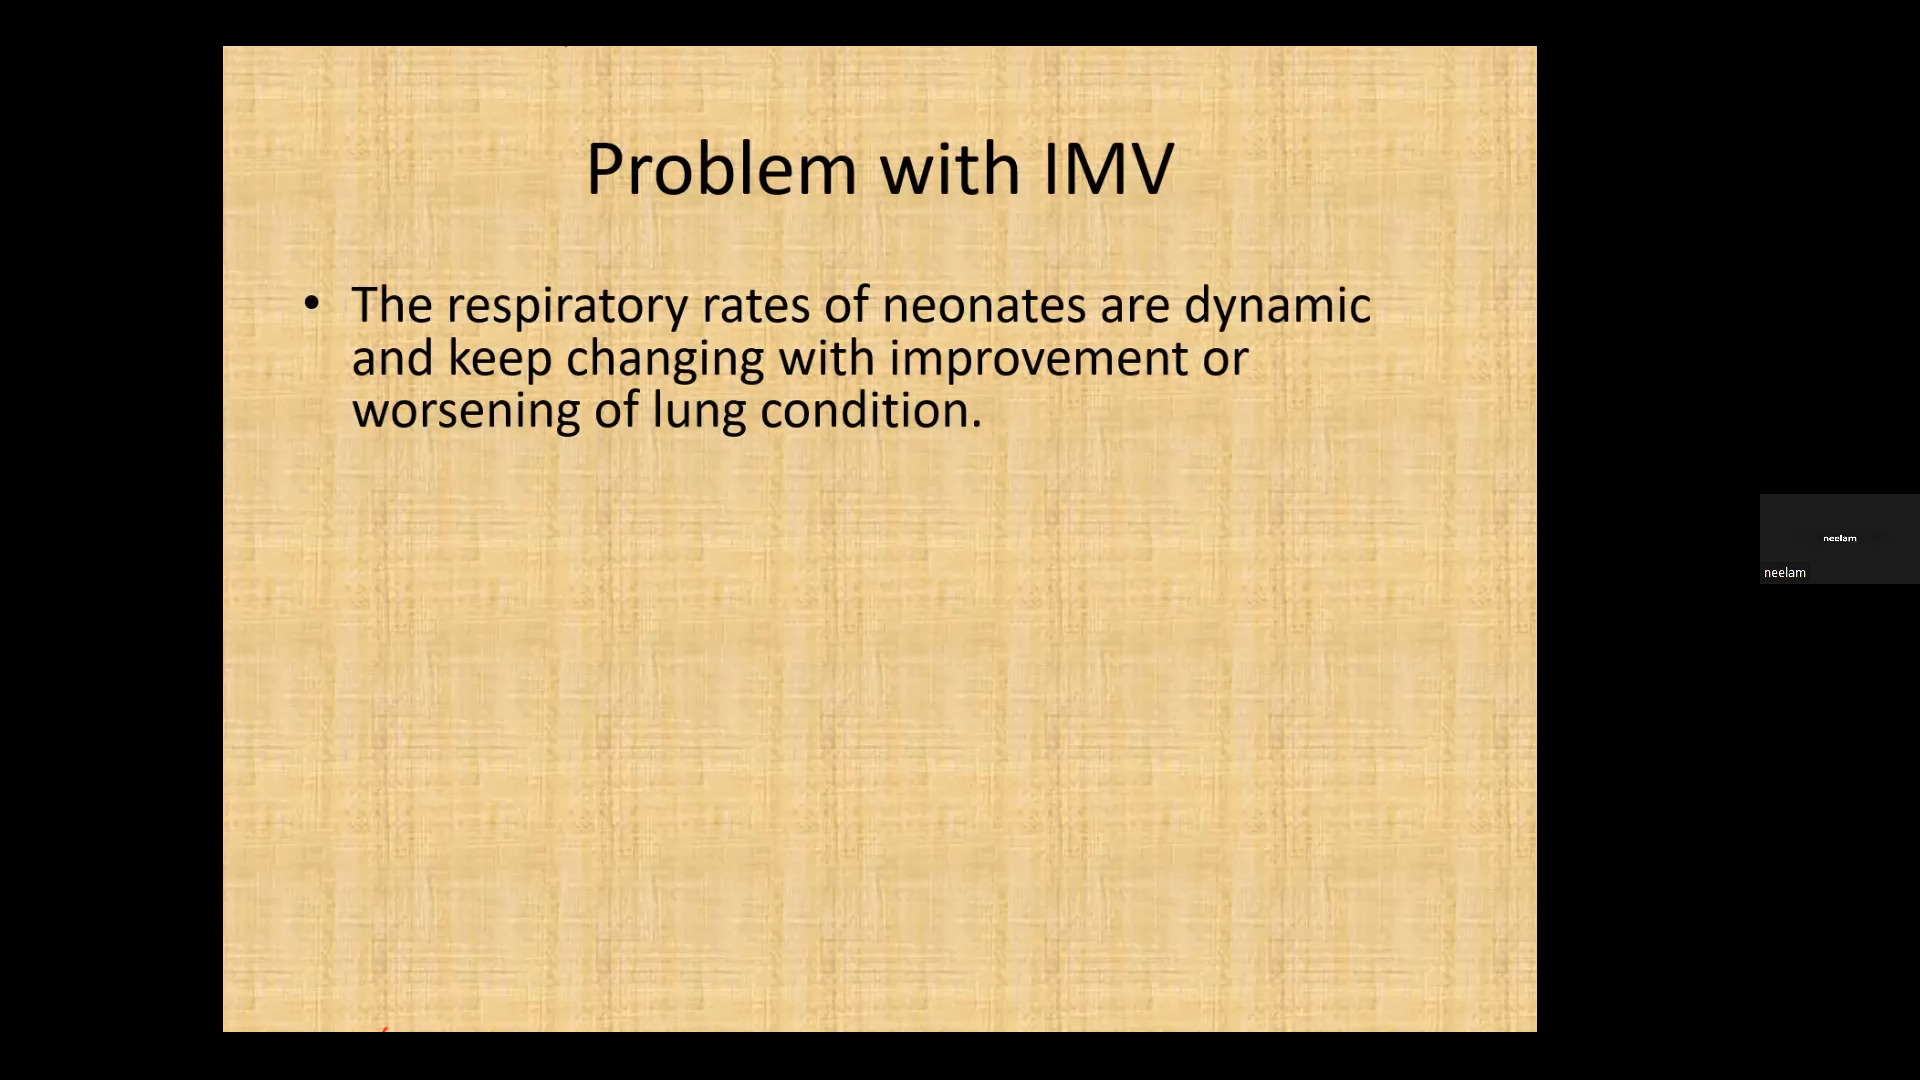 Problem with IMV
• The respiratory rates of neonates are dynamic
and keep changing with improvement or
worsening of lung condition.
neelam
neelam